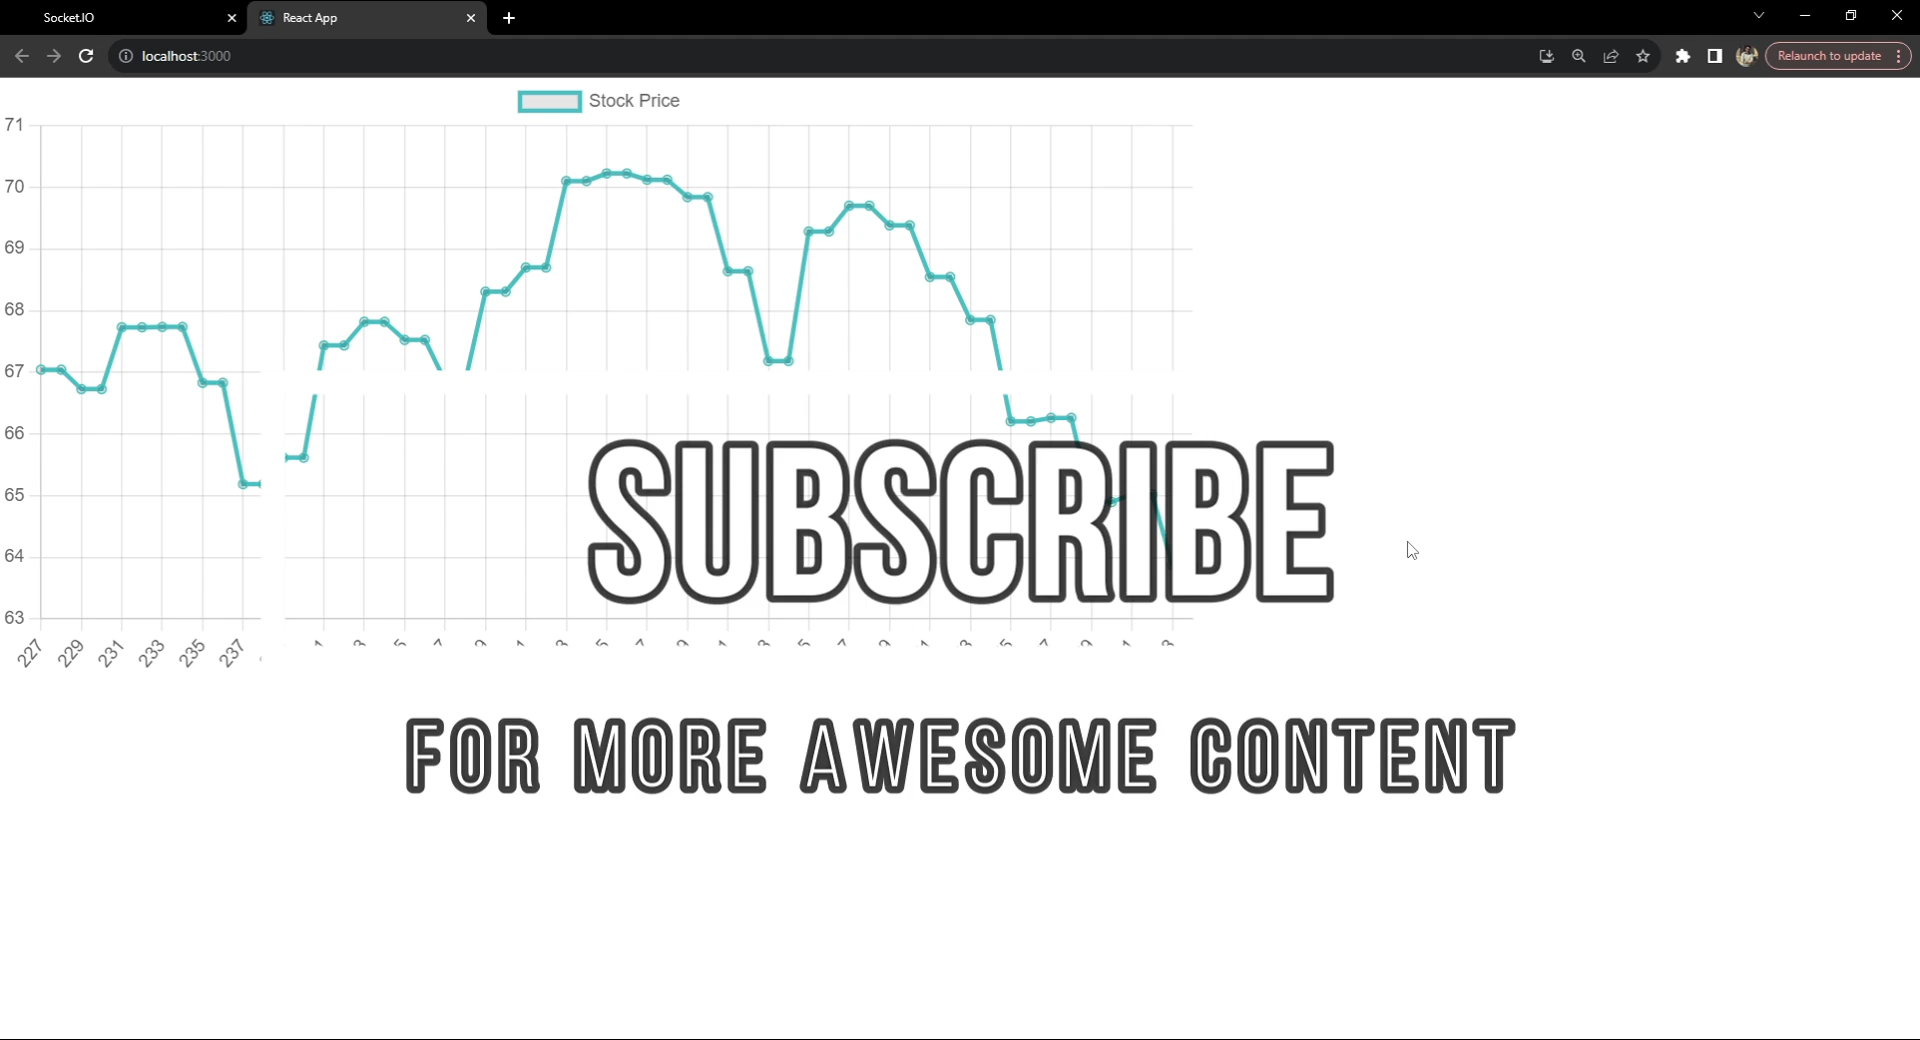 Socket.IO
React App
localhost:3000
Relaunch to update
Stock Price
71
70
69
68
67
66
65
64
63
227 229 231 233 235 237
SUBSCRIBE
FOR MORE AWESOME CONTENT